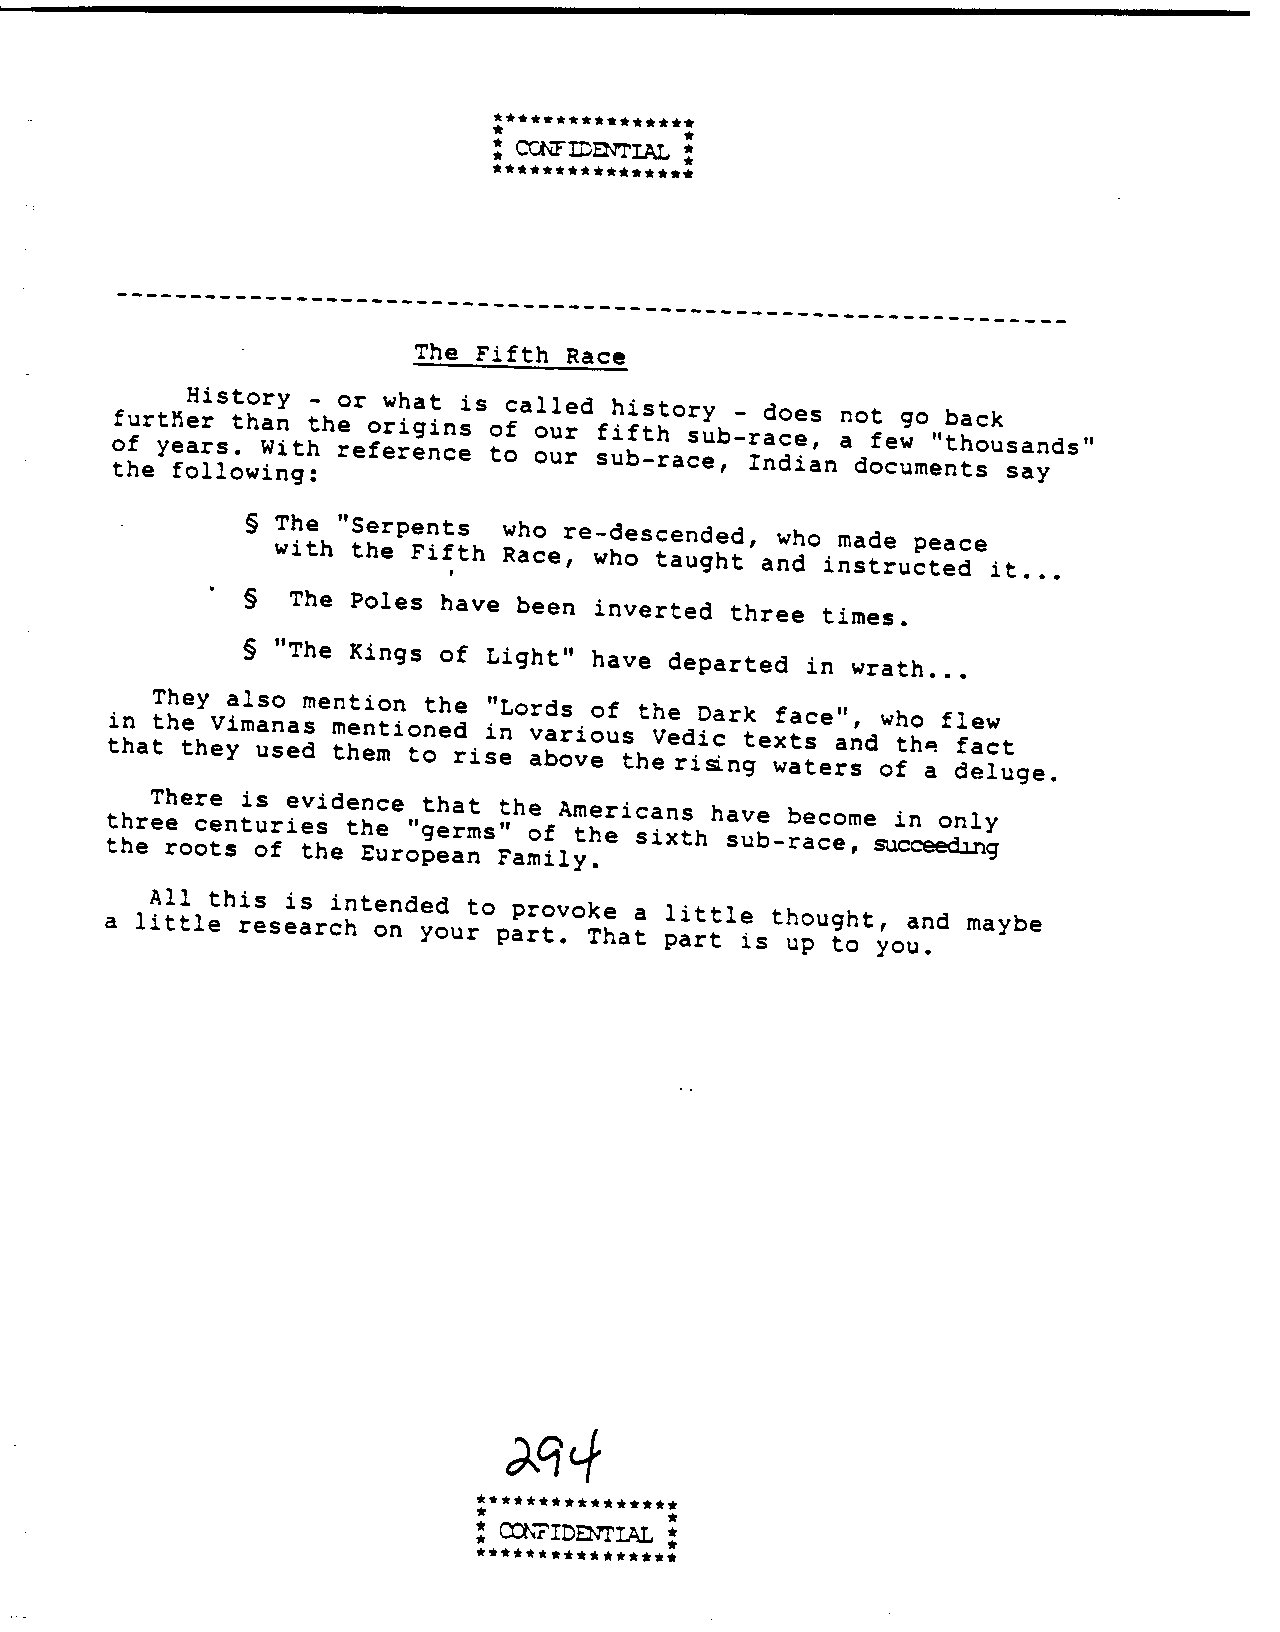 ****************
* CONFIDENTIAL *
****************
The Fifth Race
History - or what is called history - does not go back
further than the origins of our fifth sub-race, a few "thousands"
of years. With reference to our sub-race, Indian documents say
the following:
§ The "Serpents who re-descended, who made peace
with the Fifth Race, who taught and instructed it...
§ The Poles have been inverted three times.
§ "The Kings of Light" have departed in wrath...
They also mention the "Lords of the Dark face", who flew
in the Vimanas mentioned in various Vedic texts and the fact
that they used them to rise above the rising waters of a deluge.
There is evidence that the Americans have become in only
three centuries the "germs" of the sixth sub-race, succeeding
the roots of the European Family.
All this is intended to provoke a little thought, and maybe
a little research on your part. That part is up to you.
294
****************
* CONFIDENTIAL *
****************